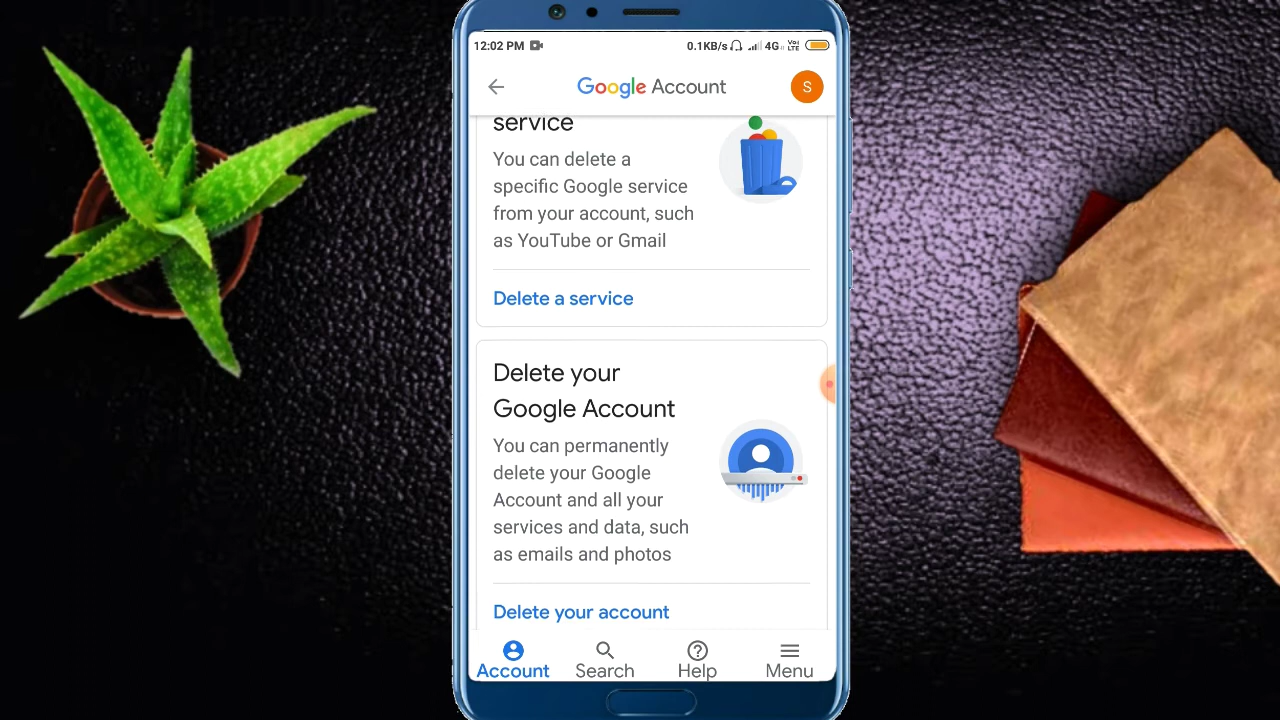 12:02 PM 0.1KB/s 4G Vo LTE
Google Account S
service
You can delete a
specific Google service
from your account, such
as YouTube or Gmail
Delete a service
Delete your
Google Account
You can permanently
delete your Google
Account and all your
services and data, such
as emails and photos
Delete your account
Account Search Help Menu